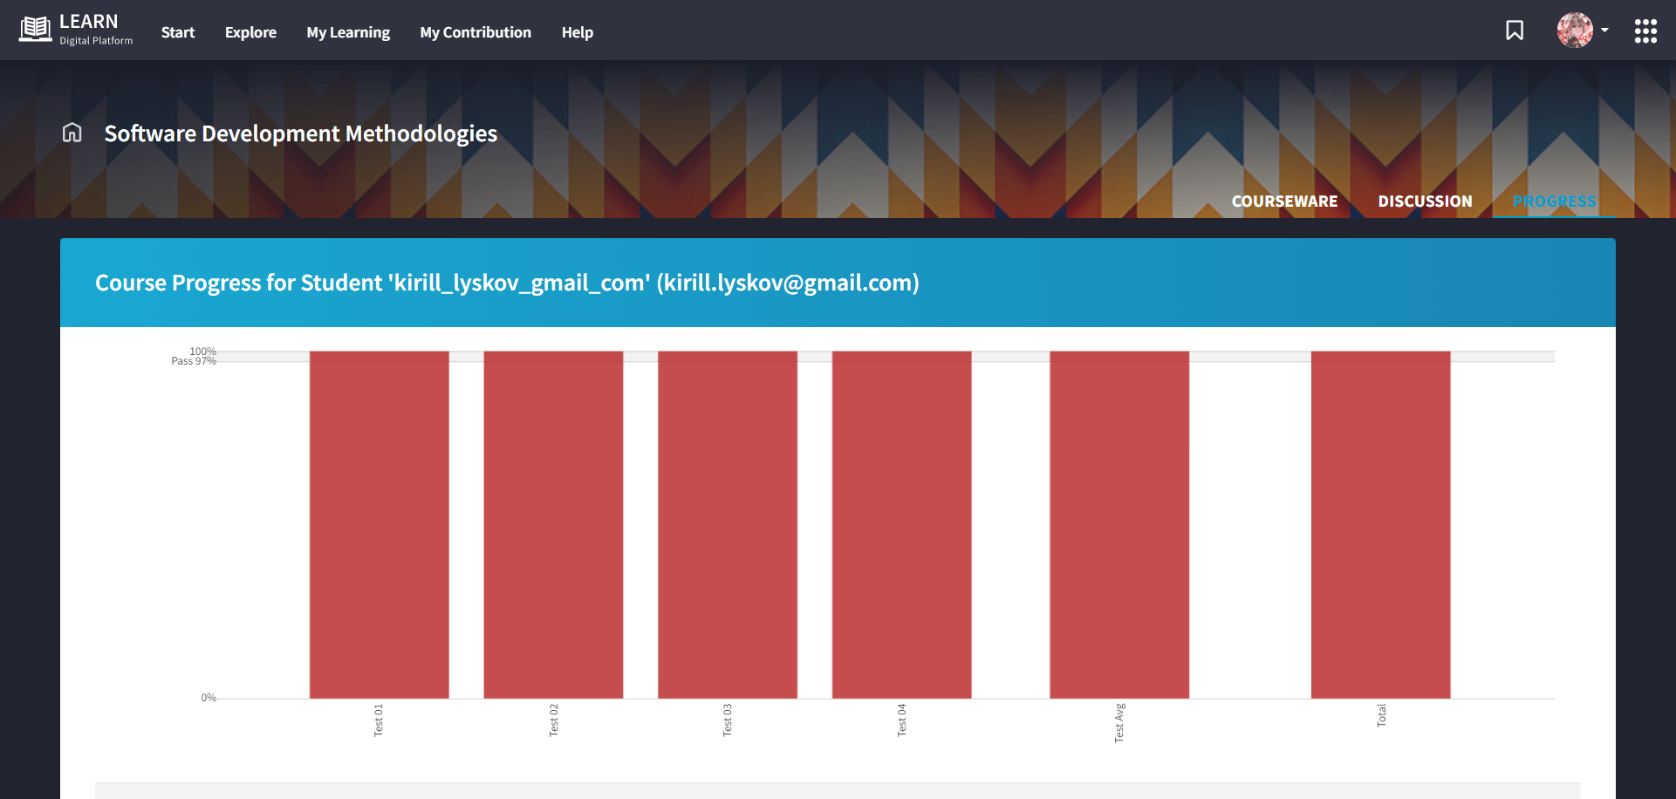 LEARN
Digital Platform
Start Explore My Learning My Contribution Help
Software Development Methodologies
COURSEWARE DISCUSSION PROGRESS
Course Progress for Student 'kirill_lyskov_gmail_com' (kirill.lyskov@gmail.com)
100%
Pass 97%
0%
Test 01 Test 02 Test 03 Test 04 Test Avg Total